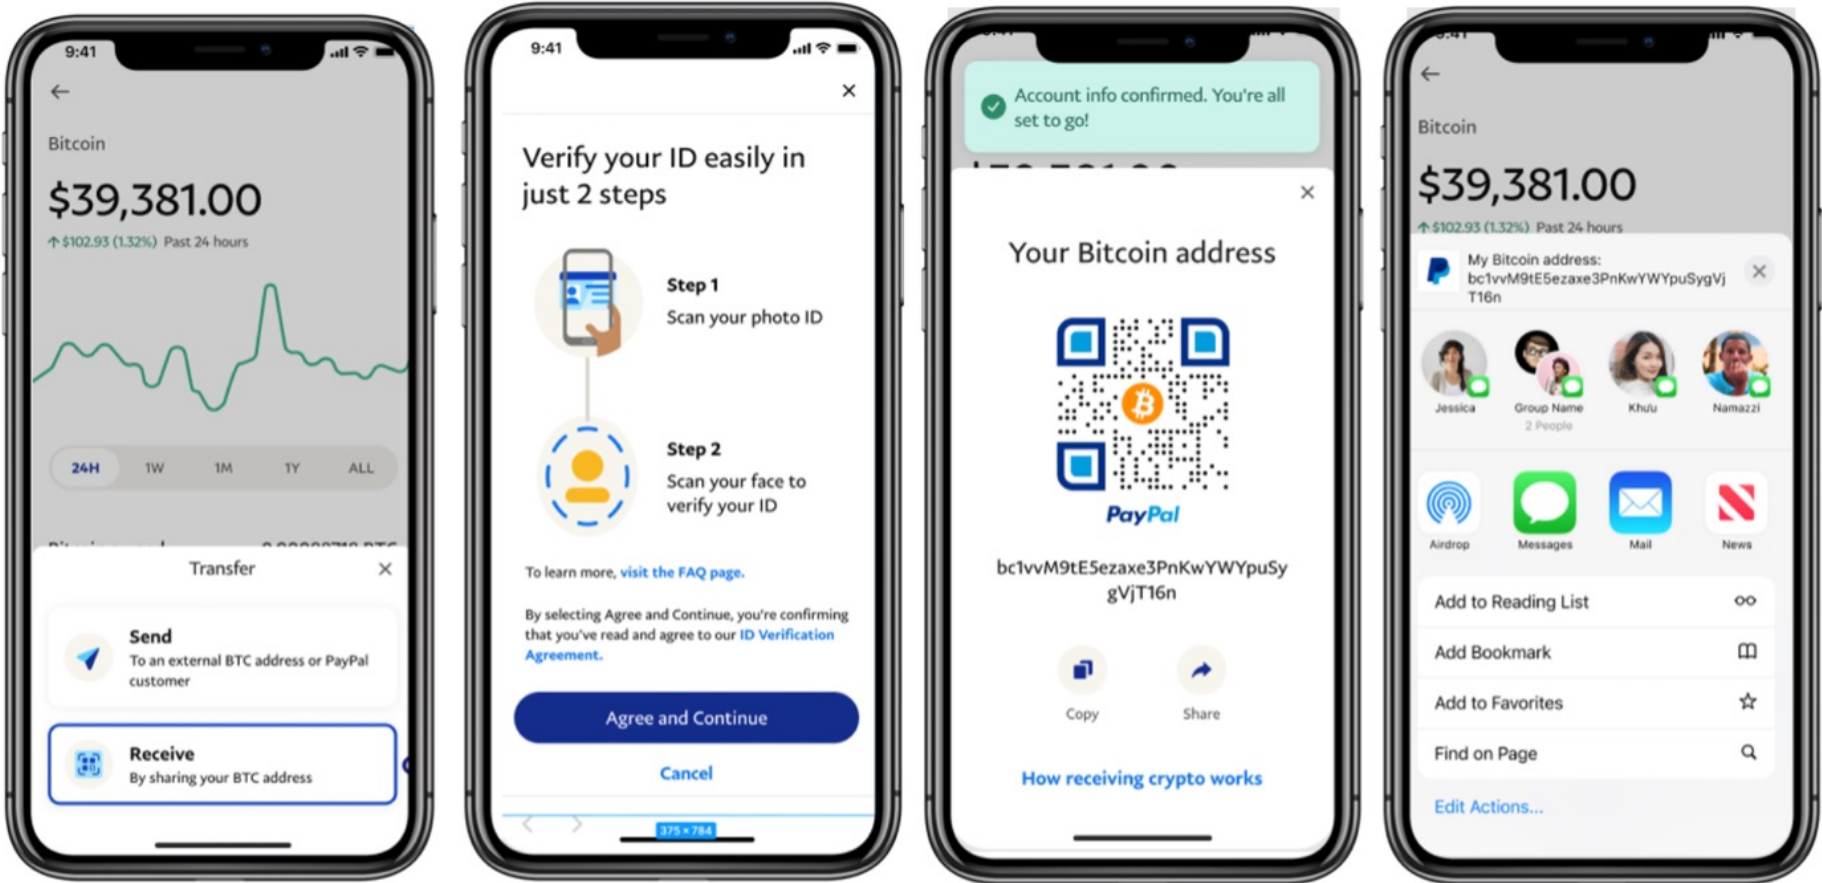 9:41
Bitcoin
$39,381.00
↑ $102.93 (1.32%) Past 24 hours
24H 1W 1M 1Y ALL
Transfer
Send
To an external BTC address or PayPal
customer
Receive
By sharing your BTC address
9:41
Verify your ID easily in
just 2 steps
Step 1
Scan your photo ID
Step 2
Scan your face to
verify your ID
To learn more, visit the FAQ page.
By selecting Agree and Continue, you're confirming
that you've read and agree to our ID Verification
Agreement.
Agree and Continue
Cancel
375 × 784
Account info confirmed. You're all
set to go!
Your Bitcoin address
PayPal
bc1vvM9tE5ezaxe3PnKwYWYpuSy
gVjT16n
Copy Share
How receiving crypto works
9:41
Bitcoin
$39,381.00
↑ $102.93 (1.32%) Past 24 hours
My Bitcoin address:
bc1vvM9tE5ezaxe3PnKwYWYpuSygVj
T16n
Jessica Group Name Khưu Namazzi
2 People
Airdrop Messages Mail News
Add to Reading List
Add Bookmark
Add to Favorites
Find on Page
Edit Actions...